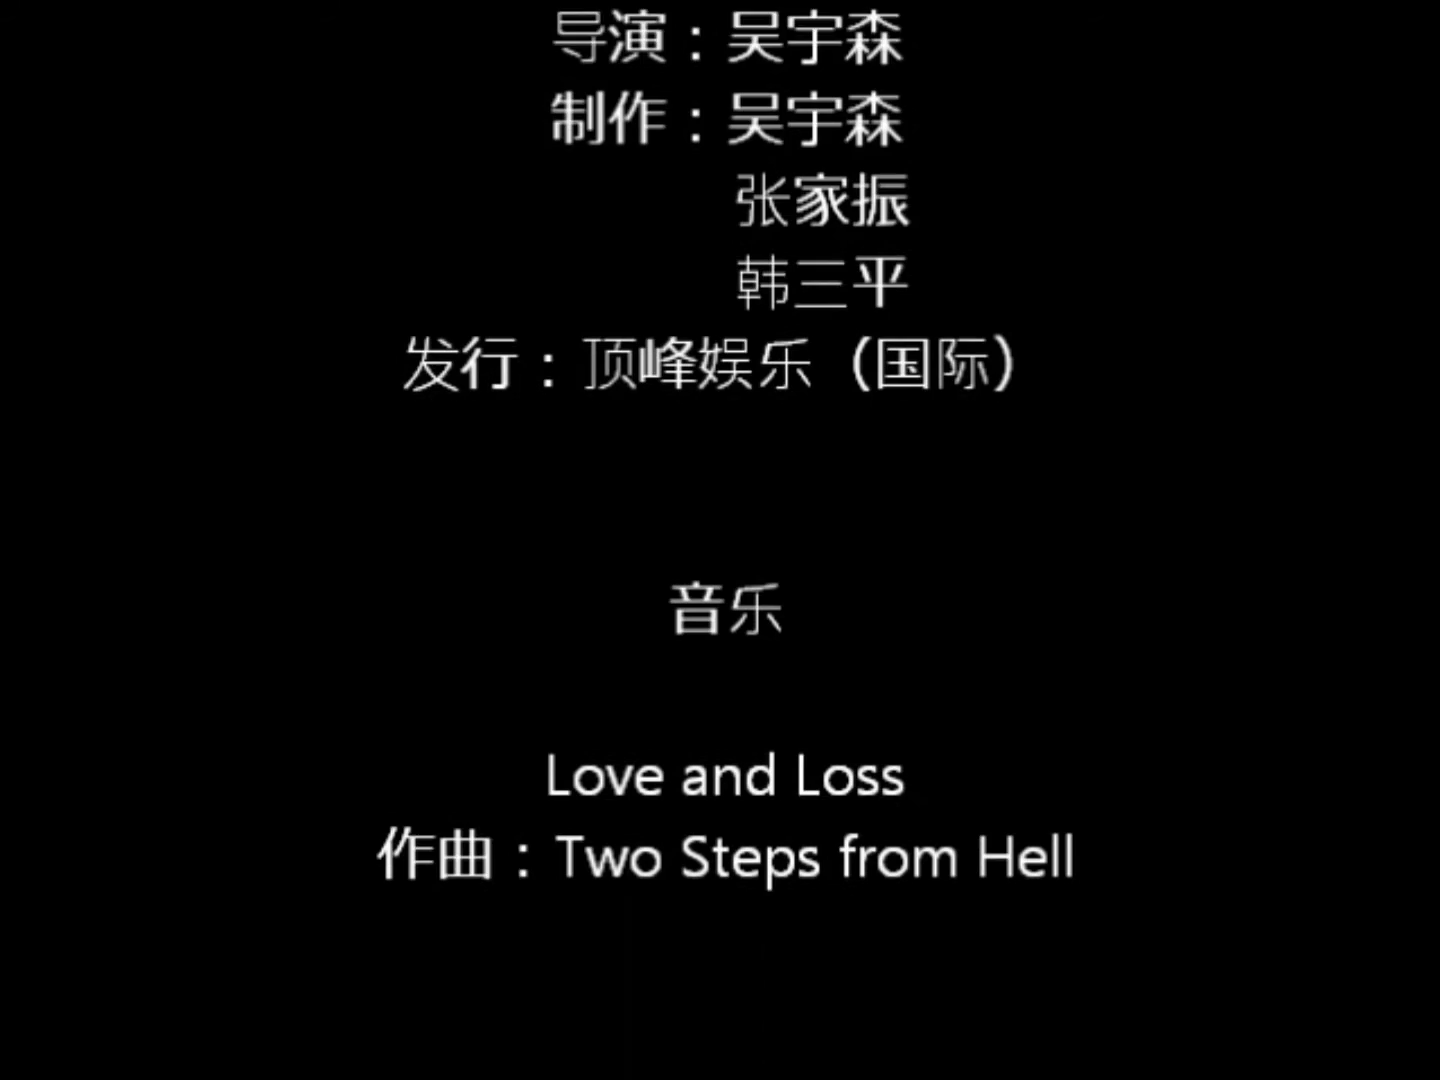 导演：吴宇森
制作：吴宇森
张家振
韩三平
发行：顶峰娱乐（国际）
音乐
Love and Loss
作曲：Two Steps from Hell